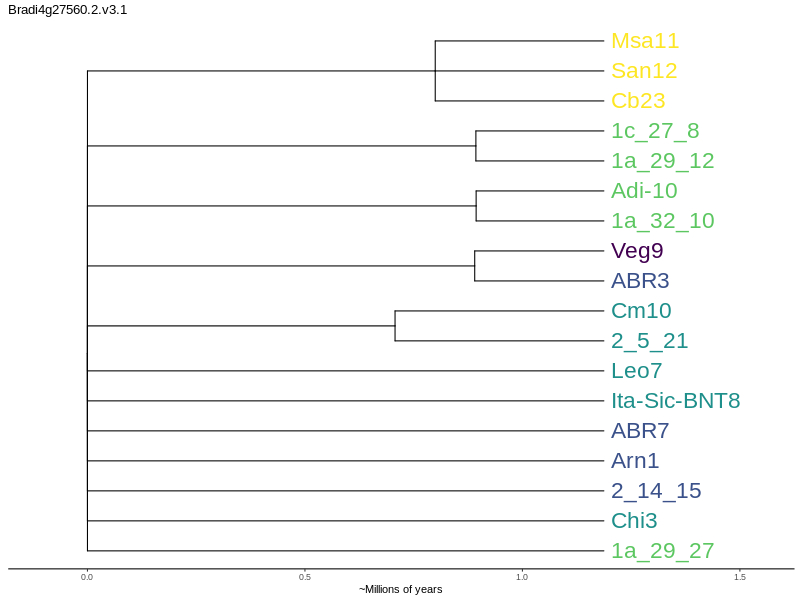 Bradi4g27560.2.v3.1
Msa11
San12
Cb23
1c_27_8
1a_29_12
Adi-10
1a_32_10
Veg9
ABR3
Cm10
2_5_21
Leo7
Ita-Sic-BNT8
ABR7
Arn1
2_14_15
Chi3
1a_29_27
0.0 0.5 1.0 1.5
~Millions of years